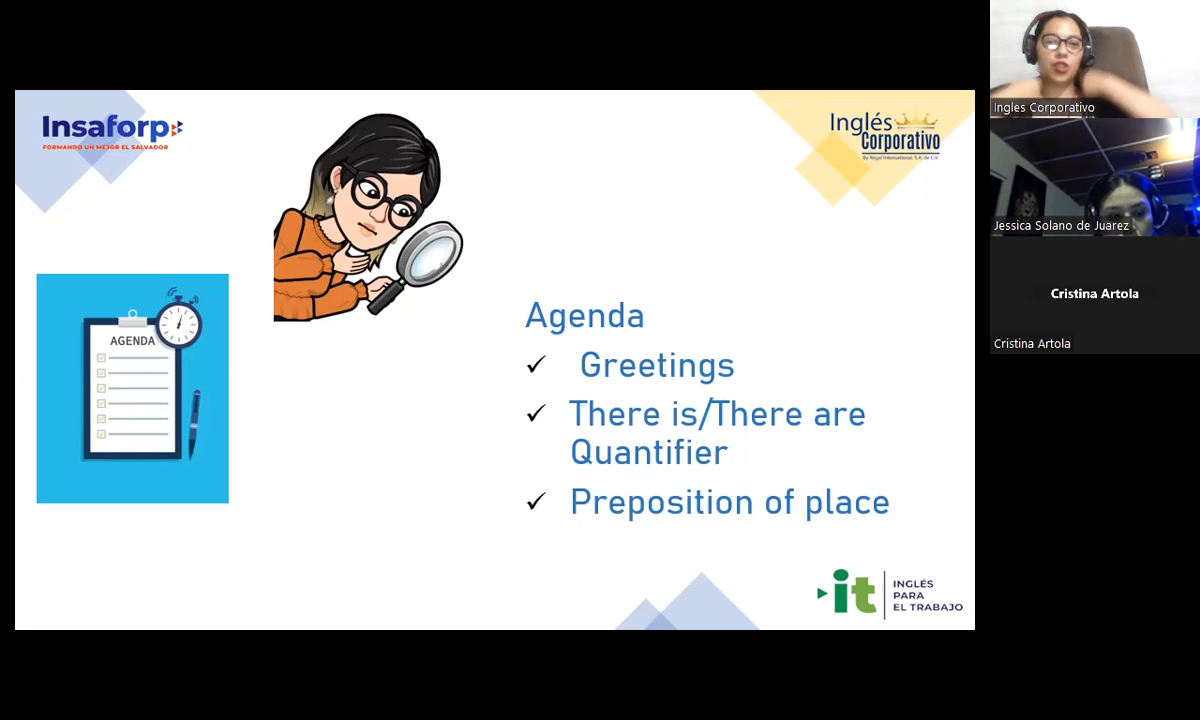 Insaforp
FORMANDO UN MEJOR EL SALVADOR
Inglés
Corporativo
By Regal International, S.A. de C.V.
AGENDA
Agenda
✓ Greetings
✓ There is/There are
Quantifier
✓ Preposition of place
it
INGLÉS
PARA
EL TRABAJO
Ingles Corporativo
Jessica Solano de Juarez
Cristina Artola
Cristina Artola